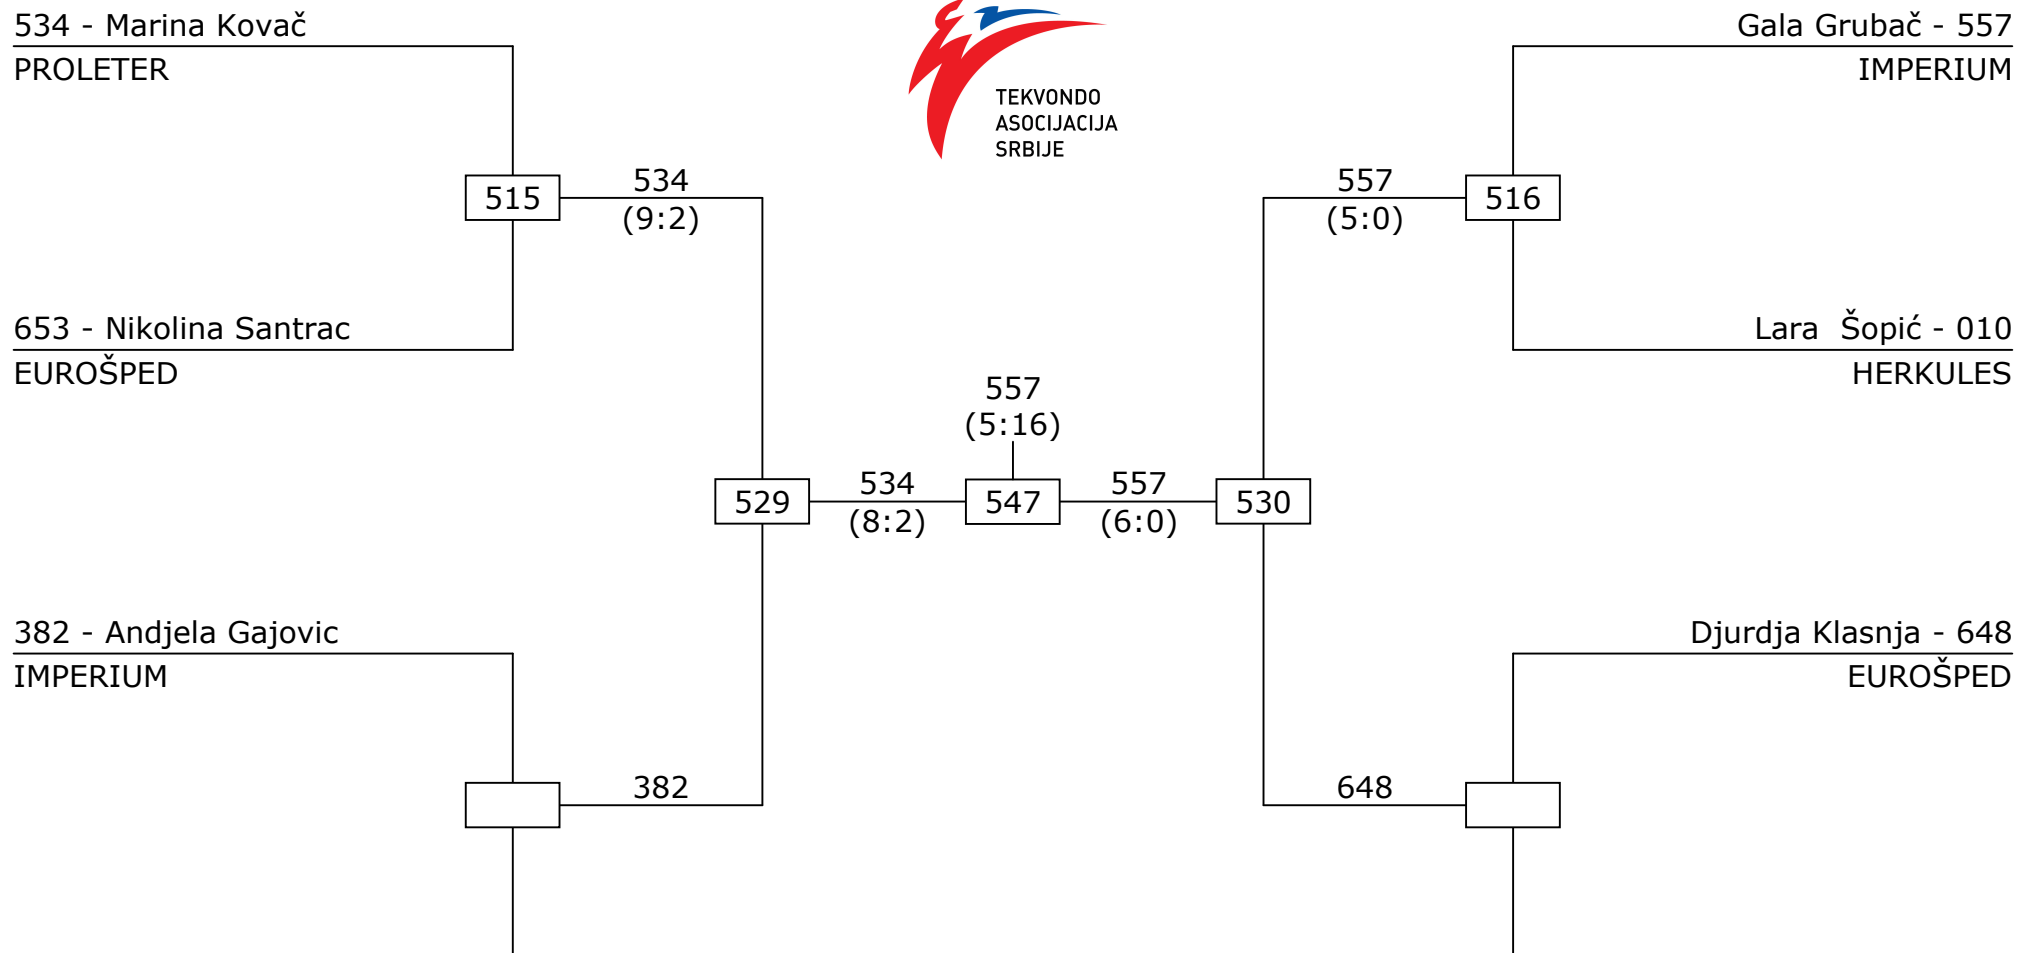 534 - Marina Kovač
PROLETER
TEKVONDO
ASOCIJACIJA
SRBIJE
Gala Grubač - 557
IMPERIUM
515
534
(9:2)
557
(5:0)
516
653 - Nikolina Santrac
EUROŠPED
Lara  Šopić - 010
HERKULES
557
(5:16)
529
534
(8:2)
547
557
(6:0)
530
382 - Andjela Gajovic
IMPERIUM
Djurdja Klasnja - 648
EUROŠPED
382
648